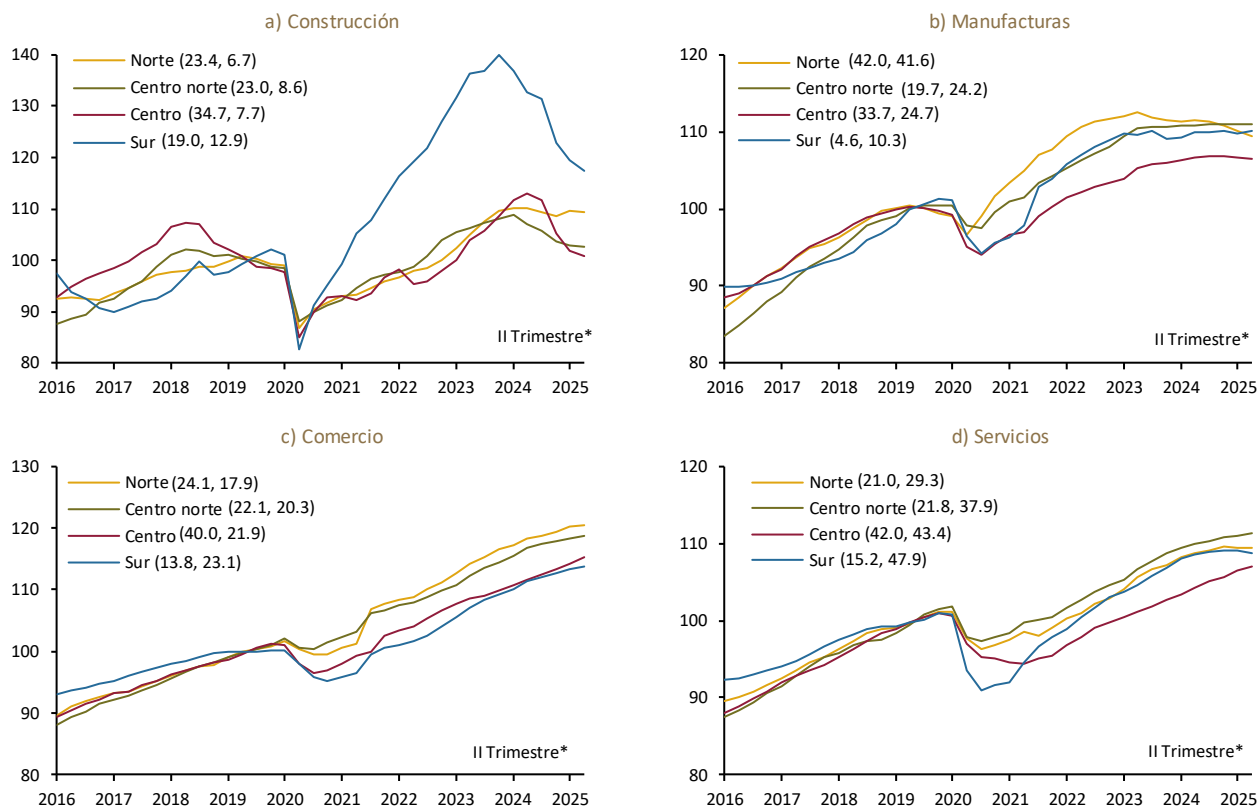 a) Construcción
140
130
120
110
100
90
80
Norte (23.4, 6.7)
Centro norte (23.0, 8.6)
Centro (34.7, 7.7)
Sur (19.0, 12.9)
II Trimestre*
2016 2017 2018 2019 2020 2021 2022 2023 2024 2025
b) Manufacturas
120
110
100
90
80
Norte (42.0, 41.6)
Centro norte (19.7, 24.2)
Centro (33.7, 24.7)
Sur (4.6, 10.3)
II Trimestre*
2016 2017 2018 2019 2020 2021 2022 2023 2024 2025
c) Comercio
130
120
110
100
90
80
Norte (24.1, 17.9)
Centro norte (22.1, 20.3)
Centro (40.0, 21.9)
Sur (13.8, 23.1)
II Trimestre*
2016 2017 2018 2019 2020 2021 2022 2023 2024 2025
d) Servicios
120
110
100
90
80
Norte (21.0, 29.3)
Centro norte (21.8, 37.9)
Centro (42.0, 43.4)
Sur (15.2, 47.9)
II Trimestre*
2016 2017 2018 2019 2020 2021 2022 2023 2024 2025